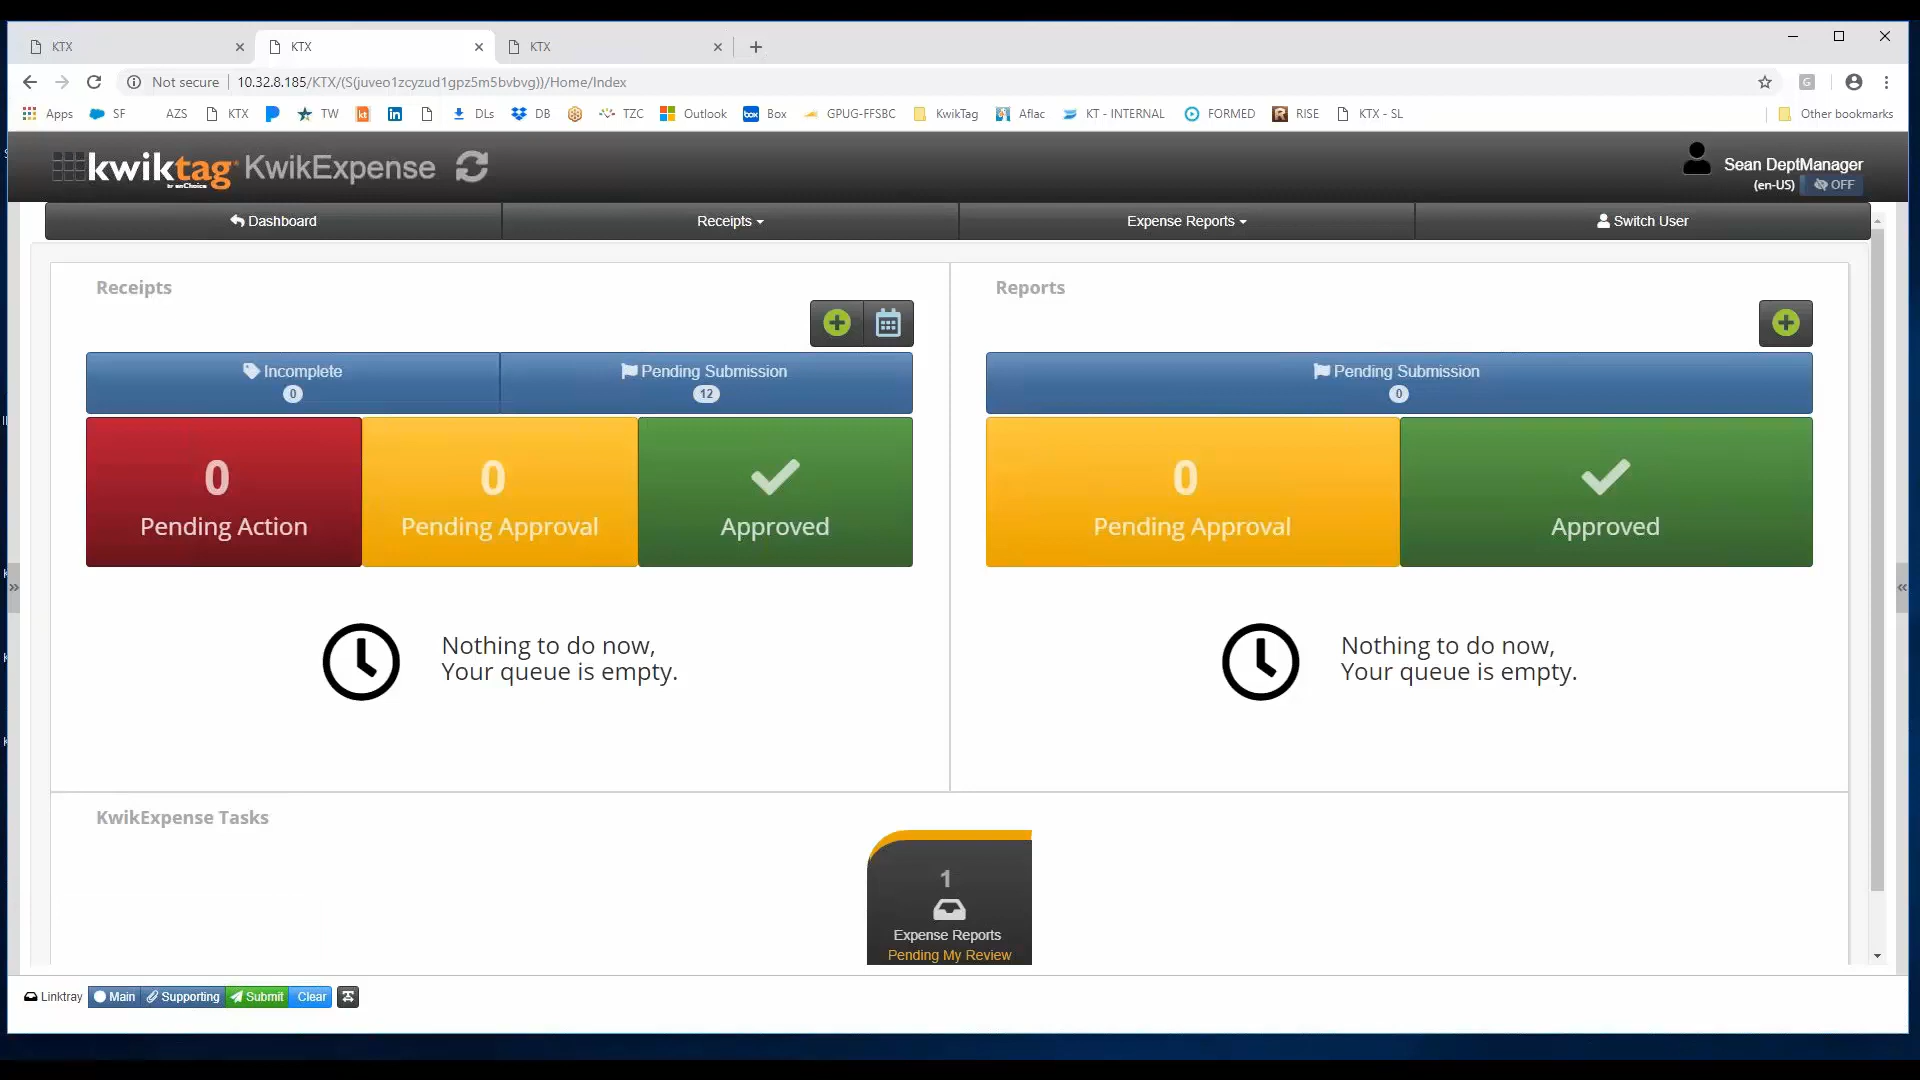 KTX
KTX
KTX
Not secure
10.32.8.185/KTX/(S(juveo1zcyzud1gpz5m5bvbvg))/Home/Index
Apps
SF
AZS
KTX
TW
kt
in
DLs
DB
TZC
Outlook
box
Box
GPUG-FFSBC
KwikTag
Aflac
KT - INTERNAL
FORMED
R
RISE
KTX - SL
Other bookmarks
kwiktag
by enChoice
KwikExpense
Sean DeptManager
(en-US)
OFF
Dashboard
Receipts
Expense Reports
Switch User
Receipts
Reports
Incomplete
0
Pending Submission
12
Pending Submission
0
0
Pending Action
0
Pending Approval
Approved
0
Pending Approval
Approved
Nothing to do now,
Your queue is empty.
Nothing to do now,
Your queue is empty.
KwikExpense Tasks
1
Expense Reports
Pending My Review
Linktray
Main
Supporting
Submit
Clear